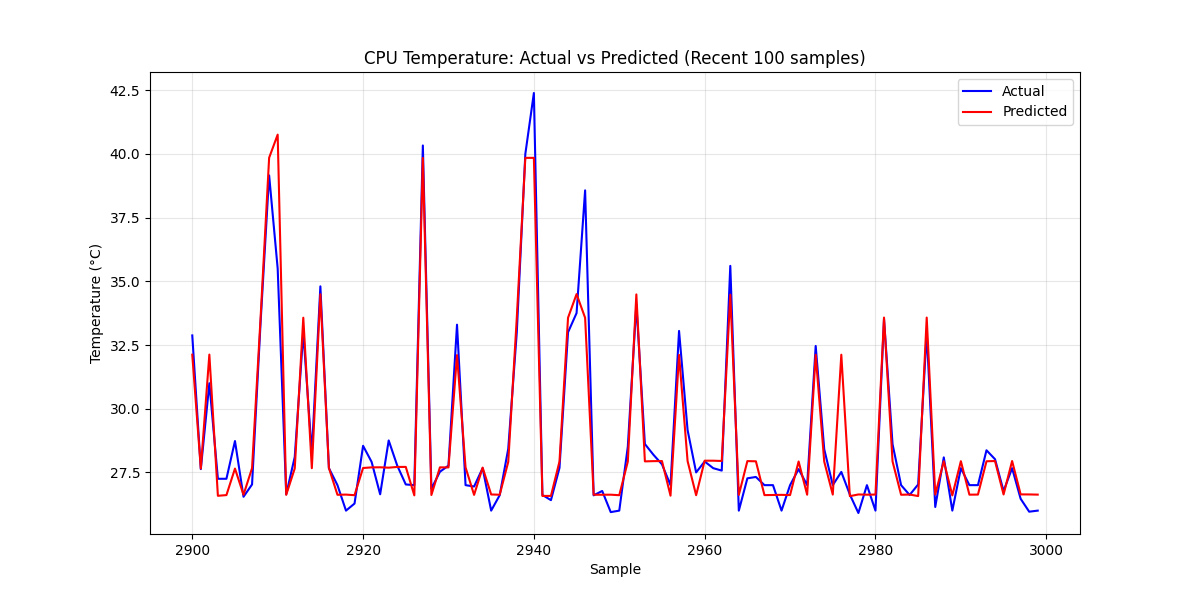 CPU Temperature: Actual vs Predicted (Recent 100 samples)
Actual
Predicted
Temperature (°C)
42.5
40.0
37.5
35.0
32.5
30.0
27.5
2900
2920
2940
2960
2980
3000
Sample